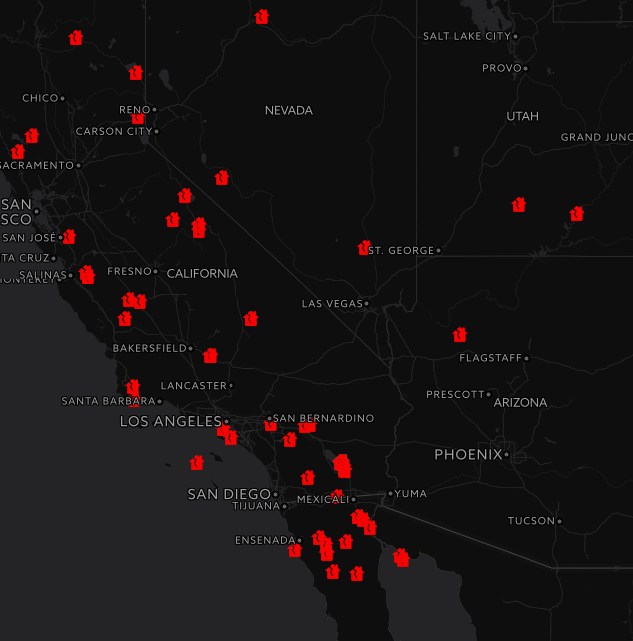 SALT LAKE CITY
PROVO
CHICO
RENO
NEVADA
UTAH
CARSON CITY
GRAND JUNC
SACRAMENTO
SAN
SCO
SAN JOSÉ
ST. GEORGE
TA CRUZ
SALINAS
FRESNO
CALIFORNIA
LAS VEGAS
BAKERSFIELD
FLAGSTAFF
LANCASTER
PRESCOTT
SANTA BARBARA
ARIZONA
LOS ANGELES
SAN BERNARDINO
PHOENIX
SAN DIEGO
MEXICALI
YUMA
TIJUANA
TUCSON
ENSENADA